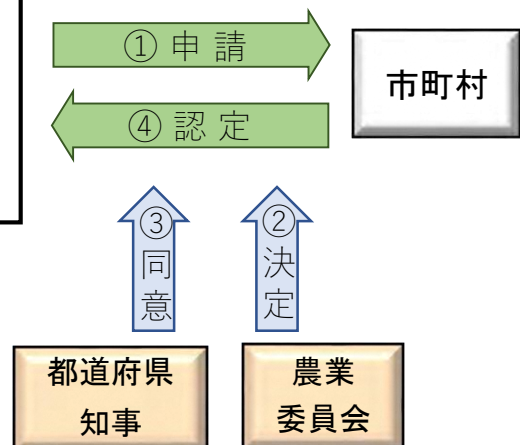 ① 申 請
市町村
④ 認 定
③
同
意
②
決
定
都道府県
知事
農業
委員会